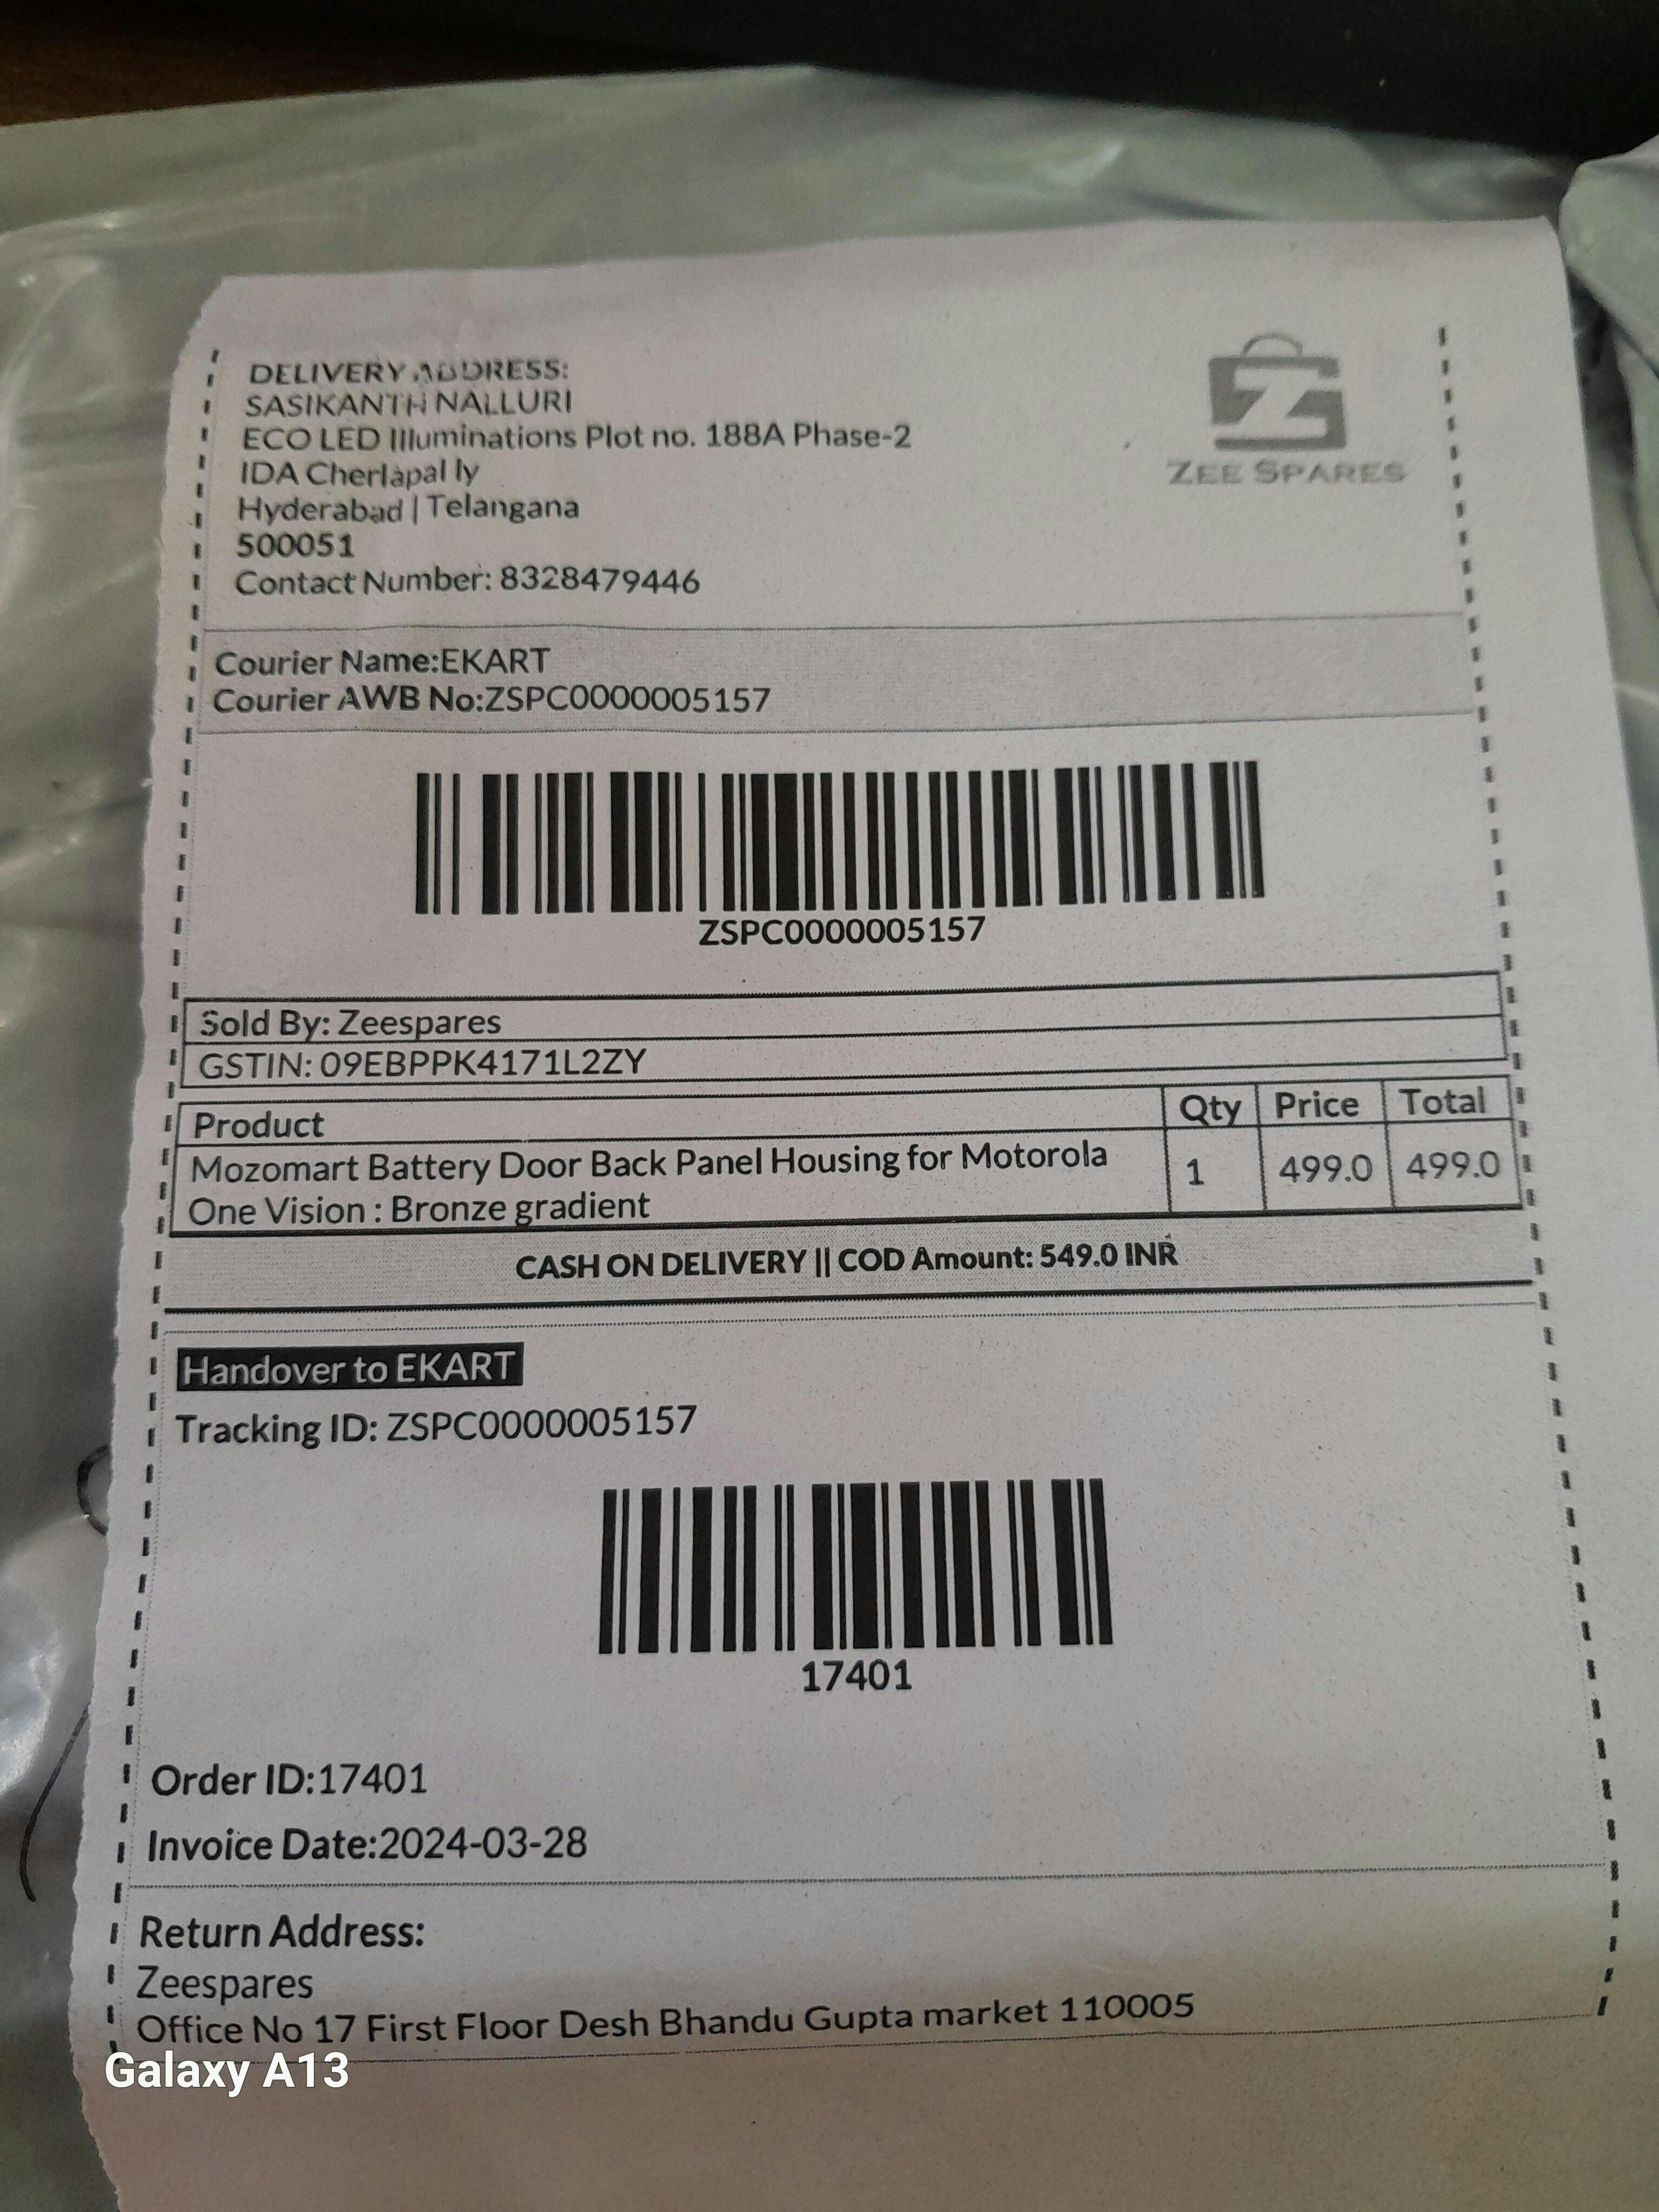 DELIVERY ADDRESS:
SASIKANTH NALLURI
ECO LED Illuminations Plot no. 188A Phase-2
IDA Cherlapal ly
Hyderabad | Telangana
500051
Contact Number: 8328479446
ZEE SPARES
Courier Name:EKART
Courier AWB No:ZSPC0000005157
ZSPC0000005157
Sold By: Zeespares
GSTIN: 09EBPPK4171L2ZY
Product Qty Price Total
Mozomart Battery Door Back Panel Housing for Motorola 1 499.0 499.0
One Vision : Bronze gradient
CASH ON DELIVERY || COD Amount: 549.0 INR
Handover to EKART
Tracking ID: ZSPC0000005157
17401
Order ID:17401
Invoice Date:2024-03-28
Return Address:
Zeespares
Office No 17 First Floor Desh Bhandu Gupta market 110005
Galaxy A13